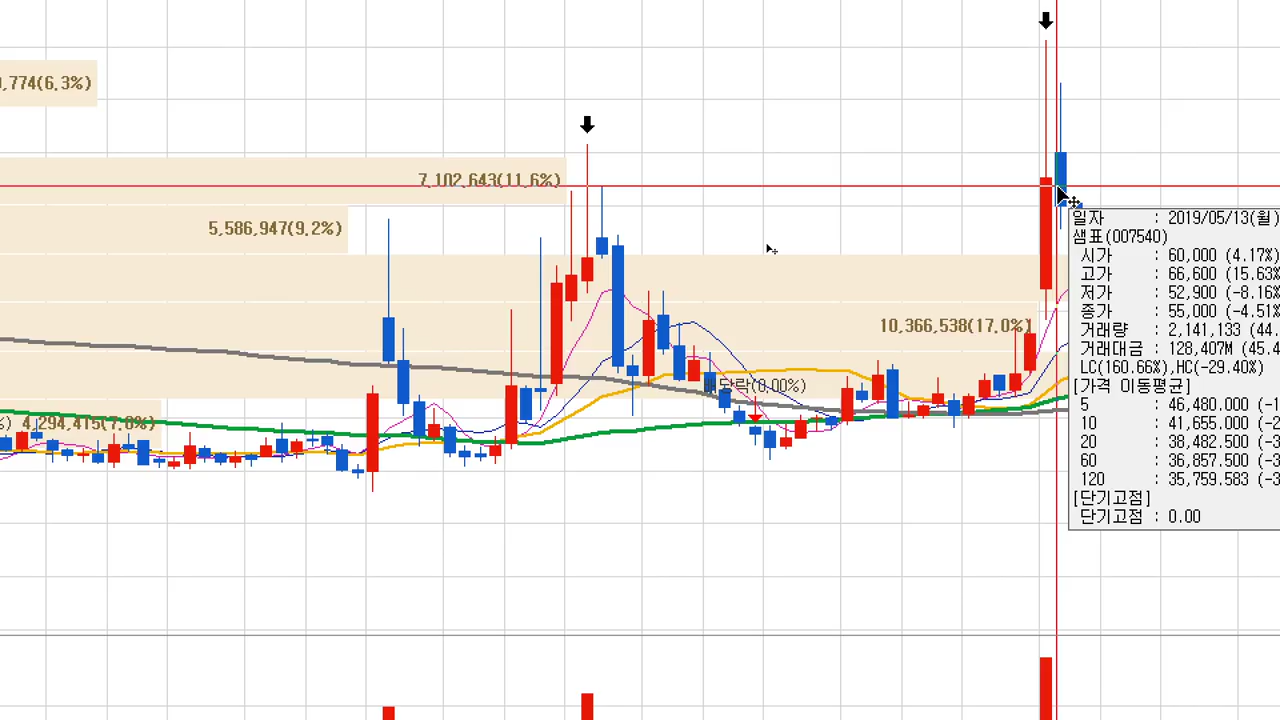 ,774(6.3%)
7,102,643(11.6%)
5,586,947(9.2%)
10,366,538(17.0%)
배당락(0.00%)
%) 4,294,415(7.0%)
일자 : 2019/05/13(월)
샘표(007540)
시가 : 60,000 (4.17%)
고가 : 66,600 (15.63%
저가 : 52,900 (-8.16%
종가 : 55,000 (-4.51%
거래량 : 2,141,133 (44.
거래대금 : 128,407M (45.4
LC(160.66%),HC(-29.40%)
[가격 이동평균]
5 : 46,480.000 (-1
10 : 41,655.000 (-2
20 : 38,482.500 (-3
60 : 36,857.500 (-3
120 : 35,759.583 (-3
[단기고점]
단기고점 : 0.00